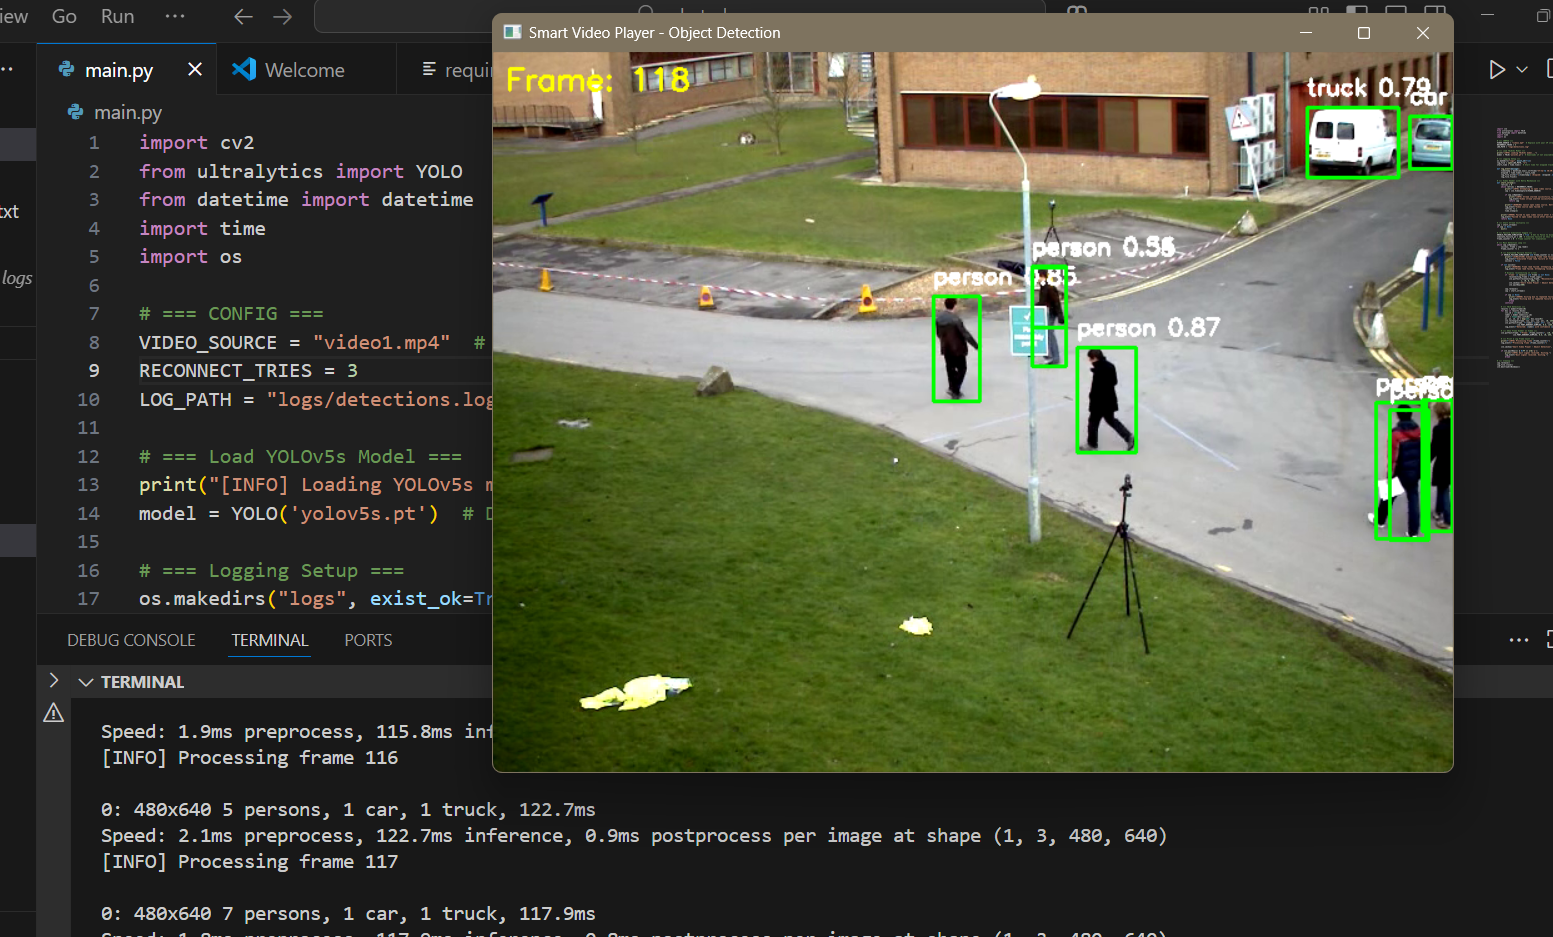 iew Go Run ···
main.py Welcome requi
main.py
1 import cv2
2 from ultralytics import YOLO
3 from datetime import datetime
4 import time
5 import os
6
7 # === CONFIG ===
8 VIDEO_SOURCE = "video1.mp4" #
9 RECONNECT_TRIES = 3
10 LOG_PATH = "logs/detections.log
11
12 # === Load YOLOv5s Model ===
13 print("[INFO] Loading YOLOv5s m
14 model = YOLO('yolov5s.pt') # D
15
16 # === Logging Setup ===
17 os.makedirs("logs", exist_ok=Tr
txt
logs
Smart Video Player - Object Detection
Frame: 118
truck 0.79
car
person 0.85
person 0.87
DEBUG CONSOLE TERMINAL PORTS
TERMINAL
Speed: 1.9ms preprocess, 115.8ms inf
[INFO] Processing frame 116
0: 480x640 5 persons, 1 car, 1 truck, 122.7ms
Speed: 2.1ms preprocess, 122.7ms inference, 0.9ms postprocess per image at shape (1, 3, 480, 640)
[INFO] Processing frame 117
0: 480x640 7 persons, 1 car, 1 truck, 117.9ms